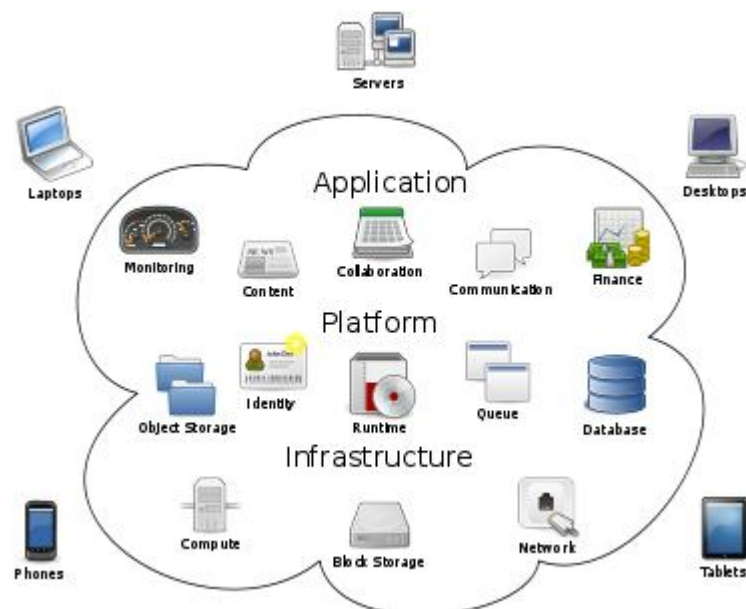 Servers
Laptops
Desktops
Application
Monitoring
Content
Collaboration
Communication
Finance
Platform
Object Storage
Identity
Runtime
Queue
Database
Infrastructure
Compute
Block Storage
Network
Phones
Tablets